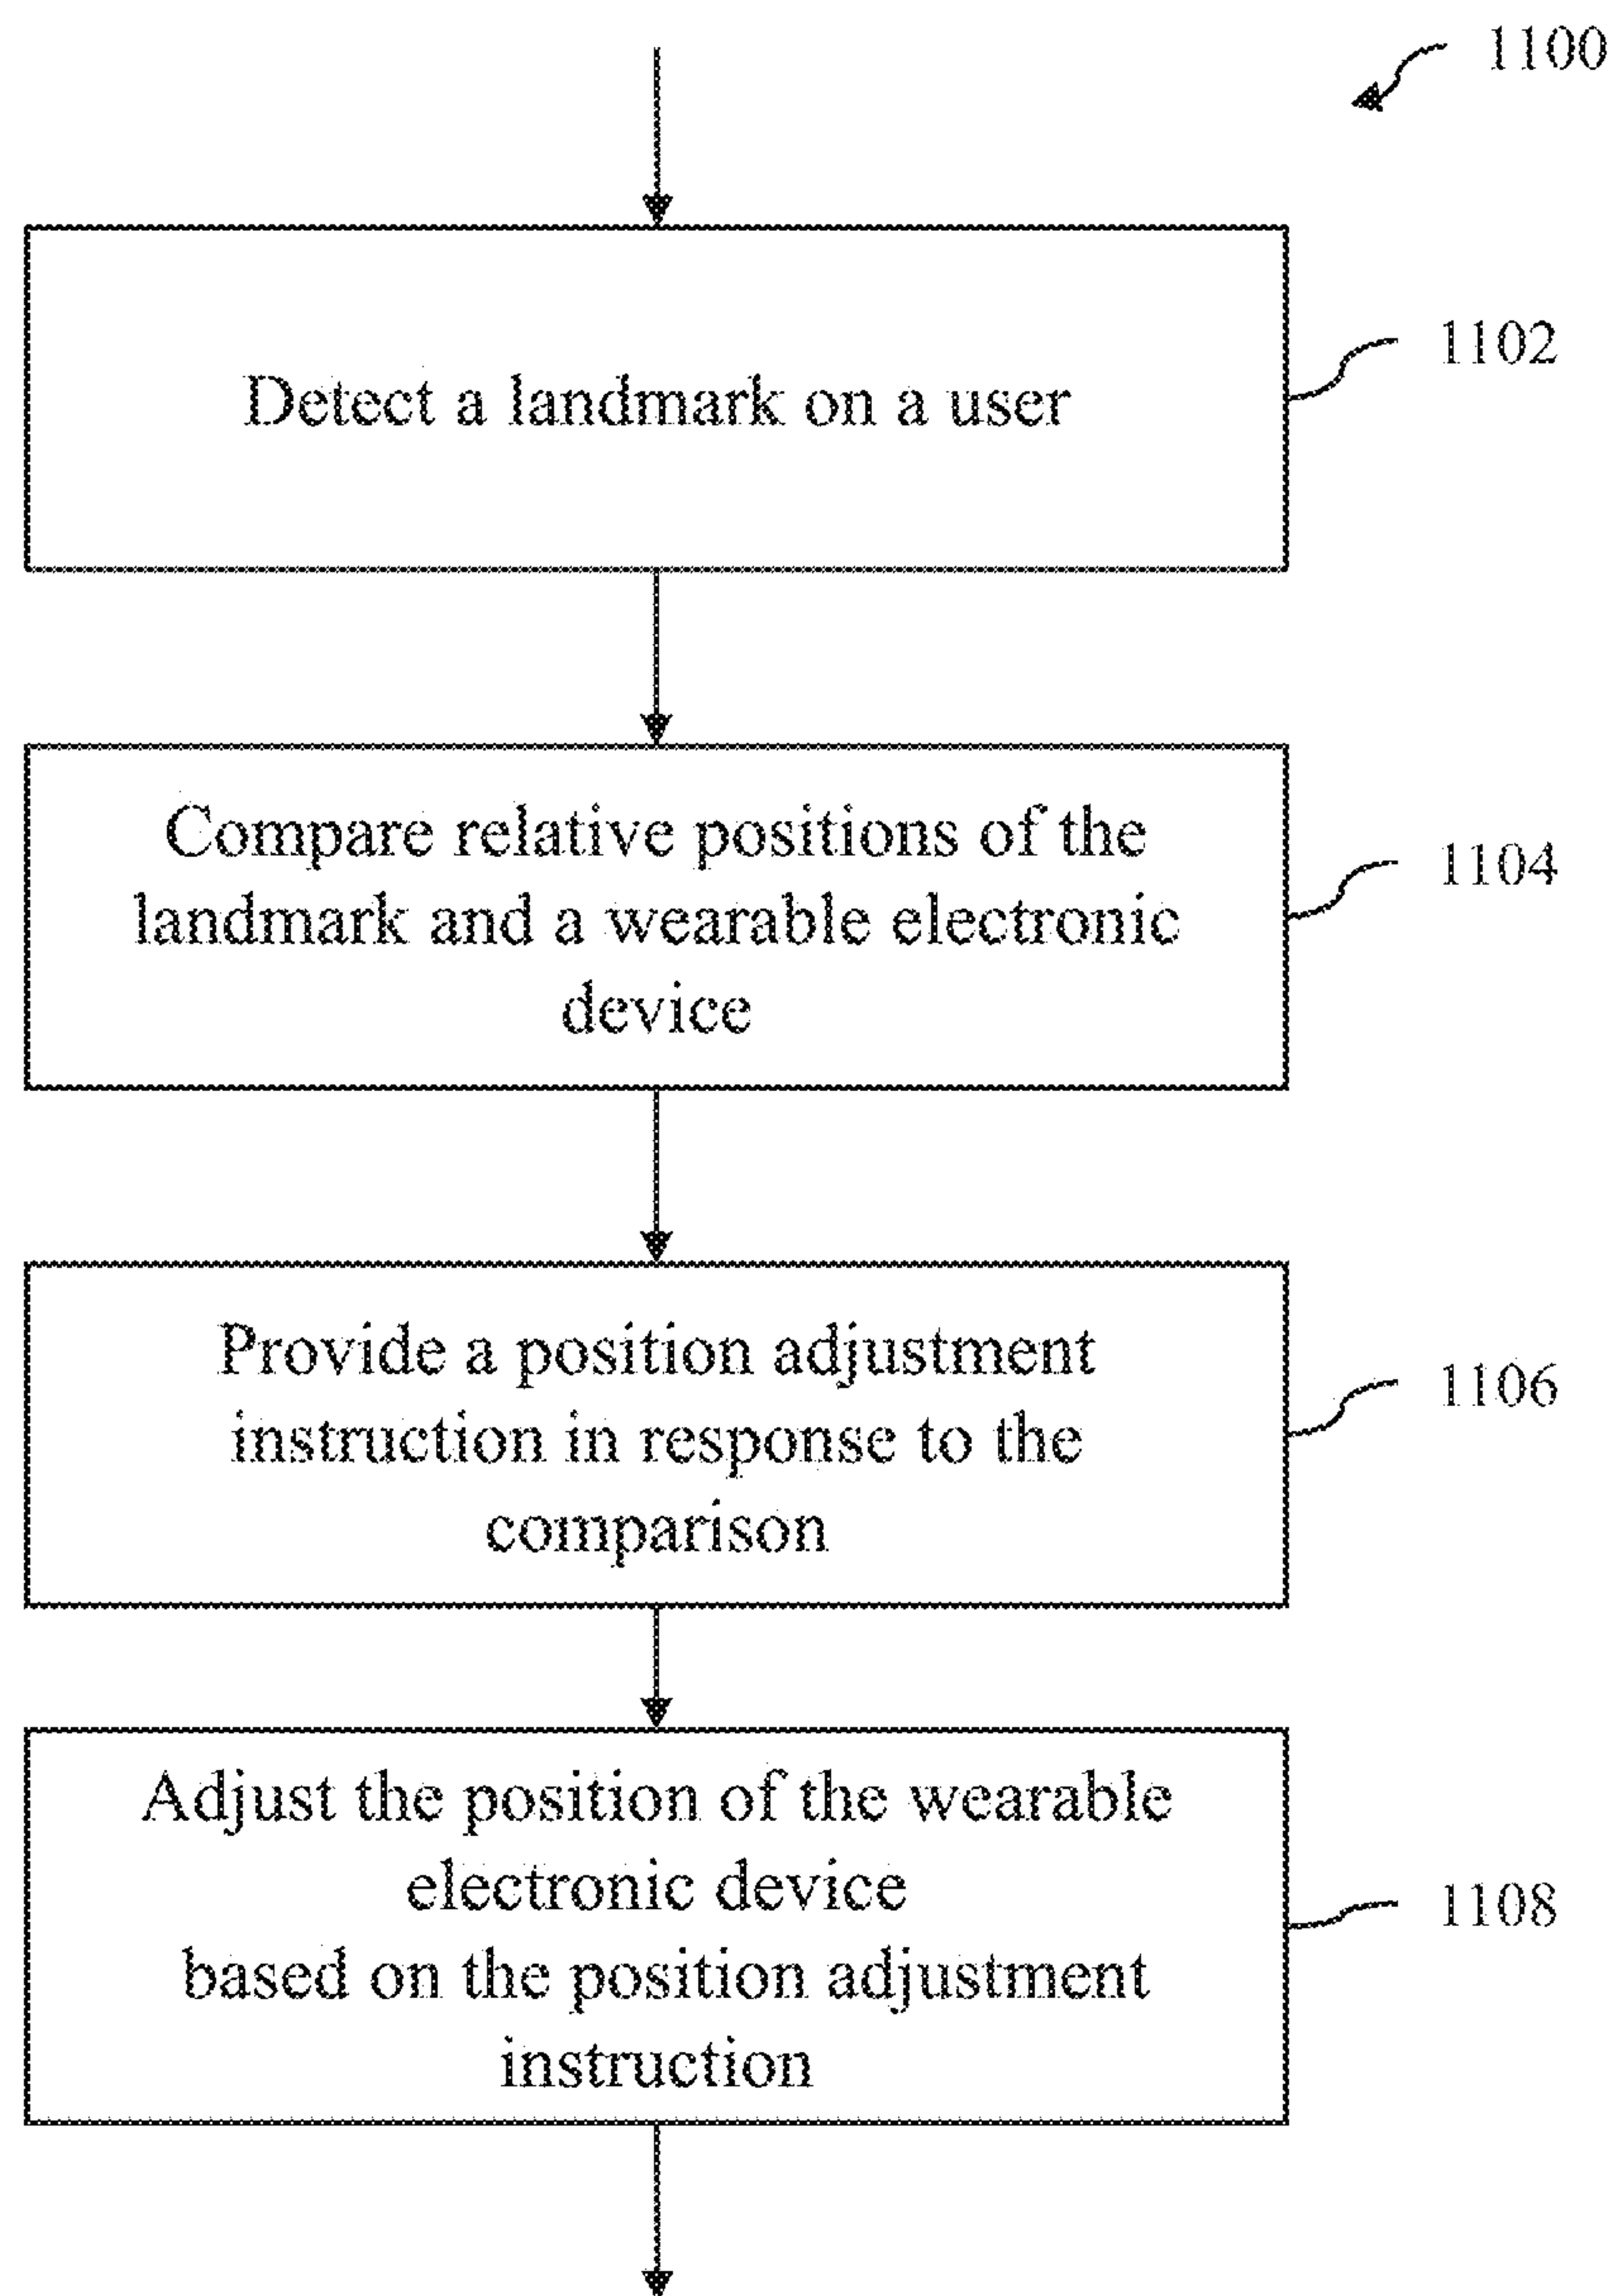 1100
Detect a landmark on a user
1102
Compare relative positions of the
landmark and a wearable electronic
device
1104
Provide a position adjustment
instruction in response to the
comparison
1106
Adjust the position of the wearable
electronic device
based on the position adjustment
instruction
1108